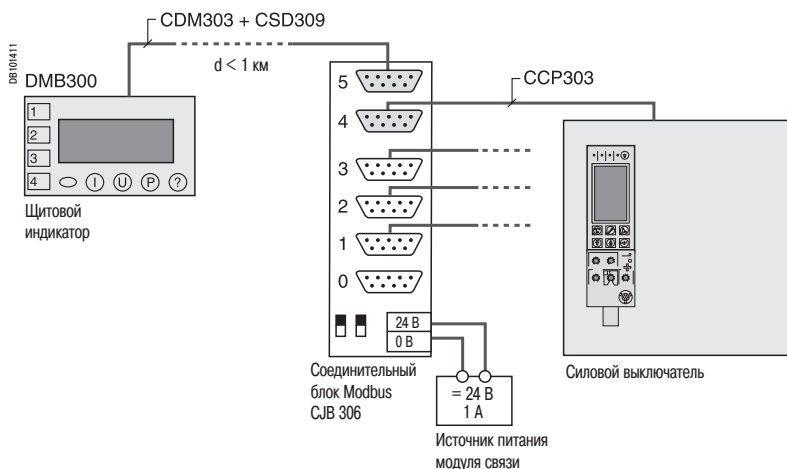 CDM303 + CSD309
DB101411
d < 1 км
DMB300
1
2
3
4
I
U
P
?
Щитовой
индикатор
5
4
3
2
1
0
24 В
0 В
Соединительный
блок Modbus
CJB 306
= 24 В
1 А
Источник питания
модуля связи
CCP303
Силовой выключатель